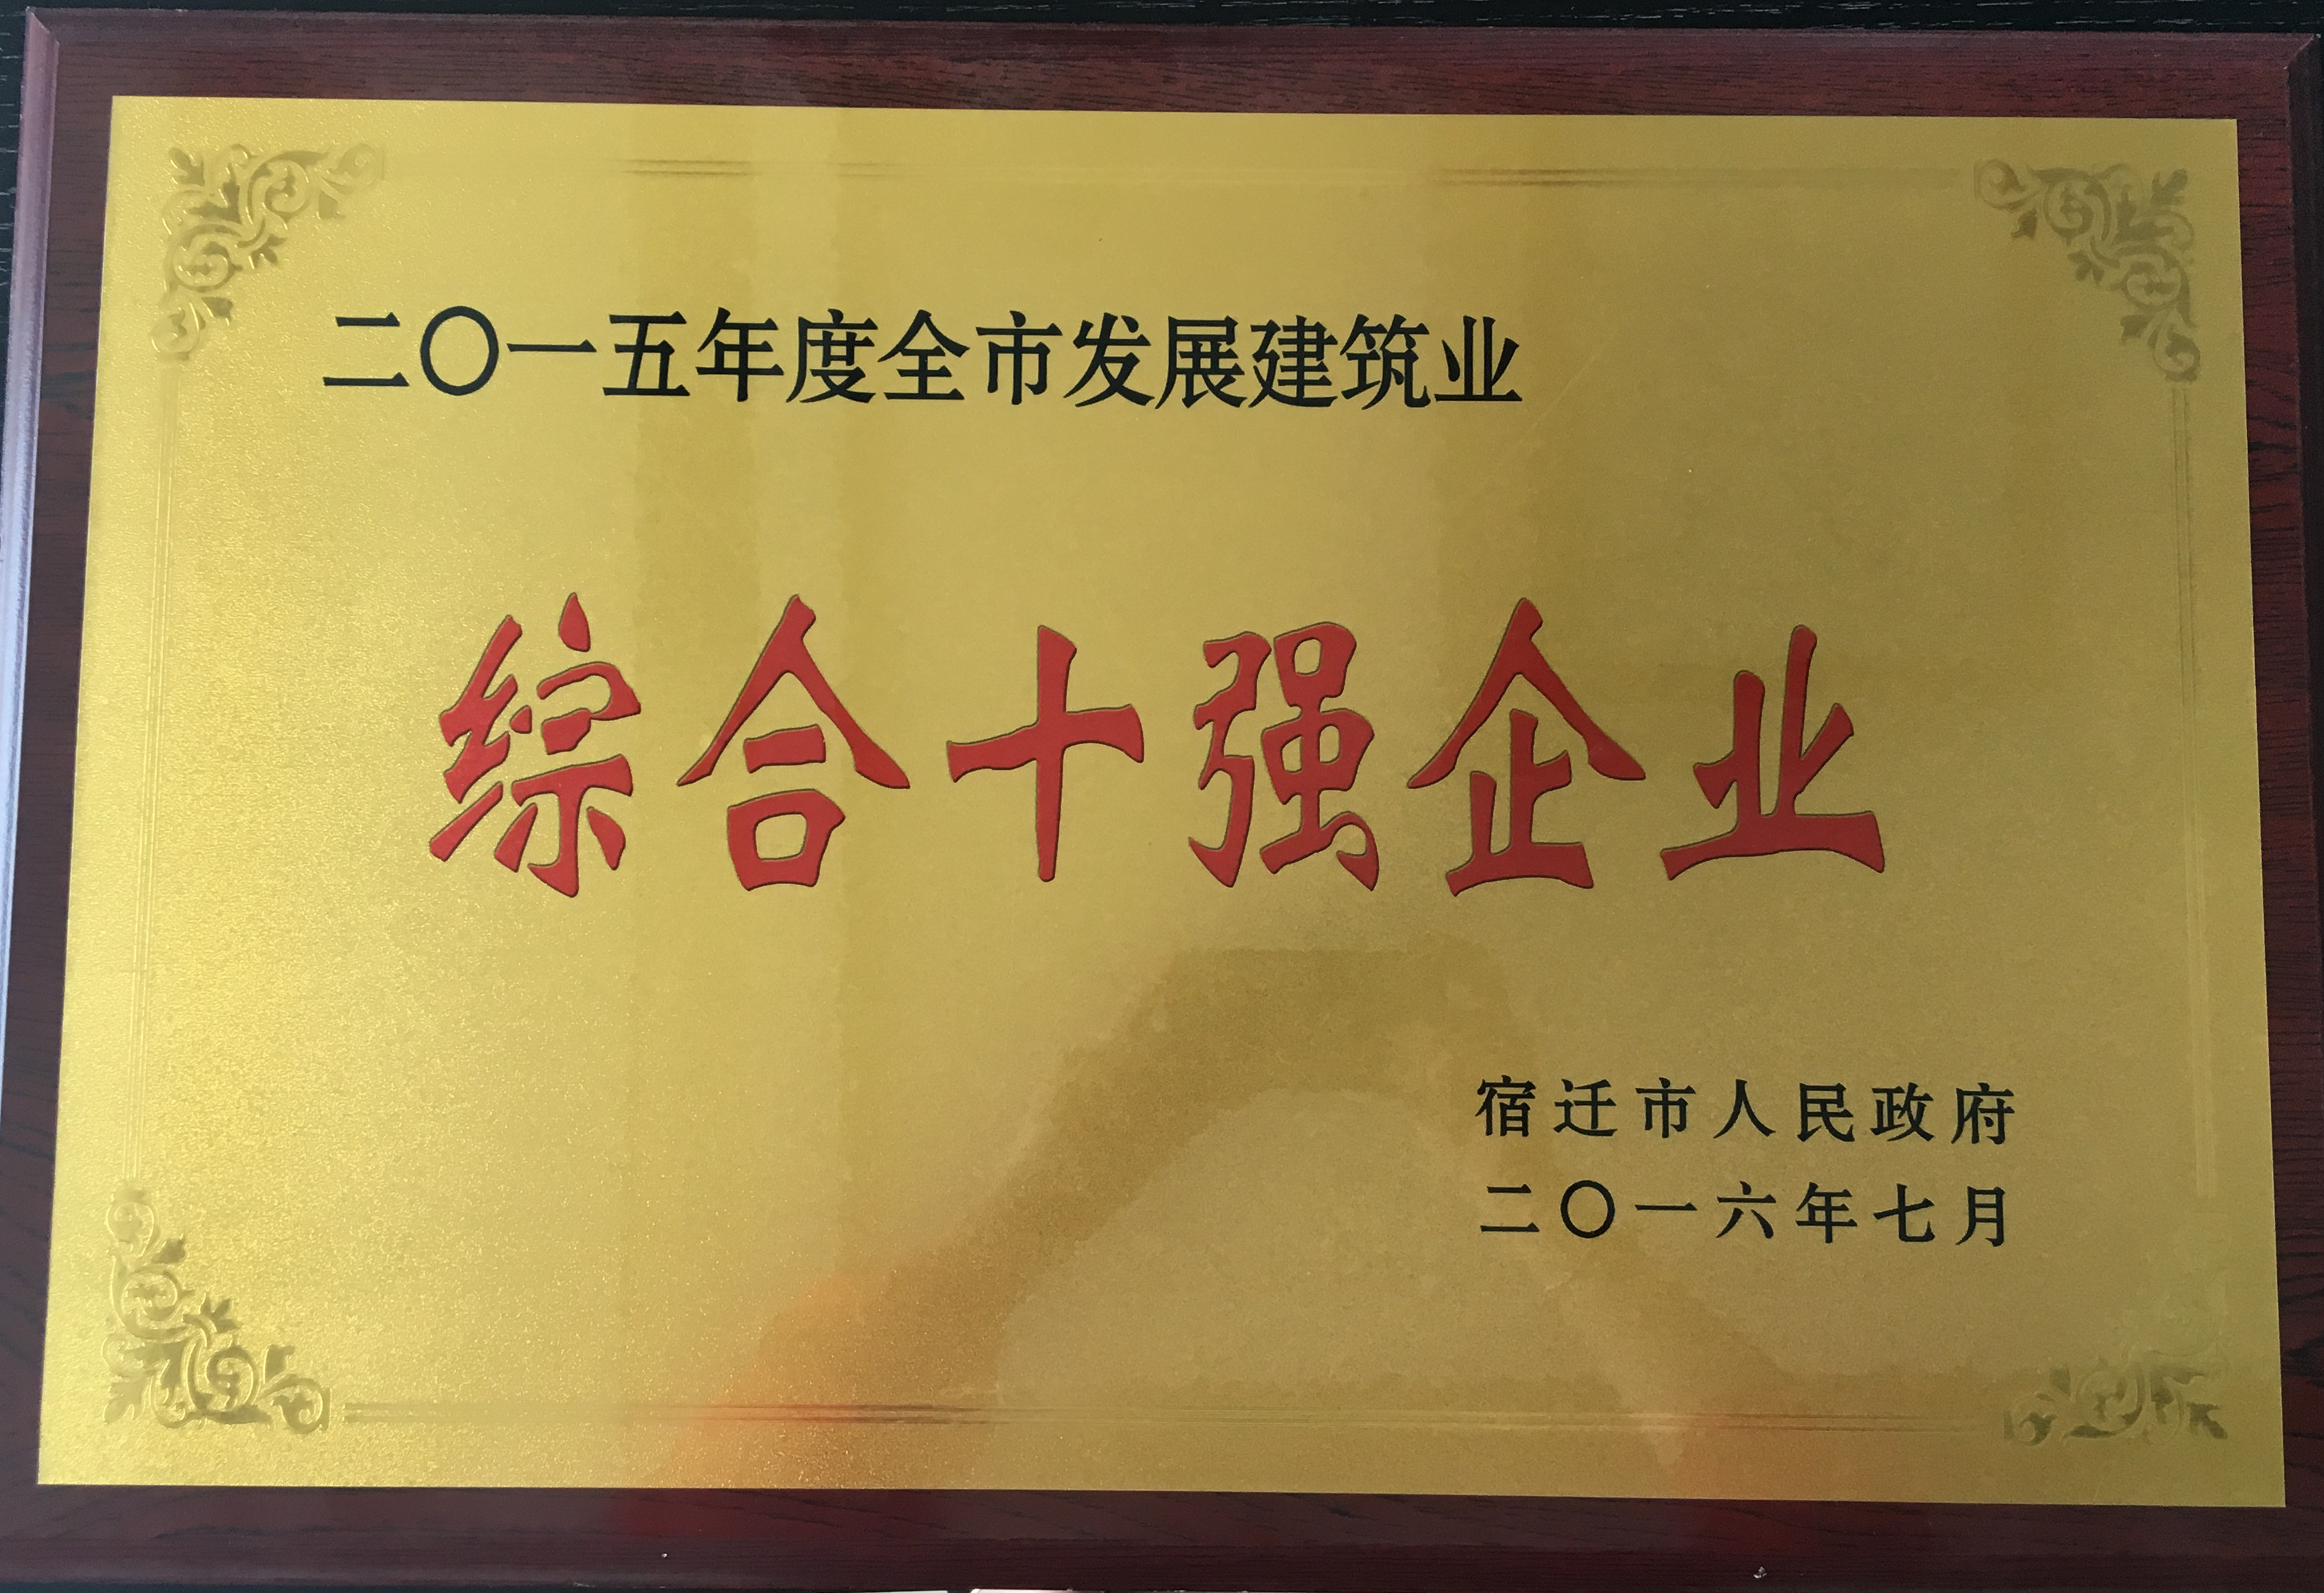 二〇一五年度全市发展建筑业
综合十强企业
宿迁市人民政府
二〇一六年七月